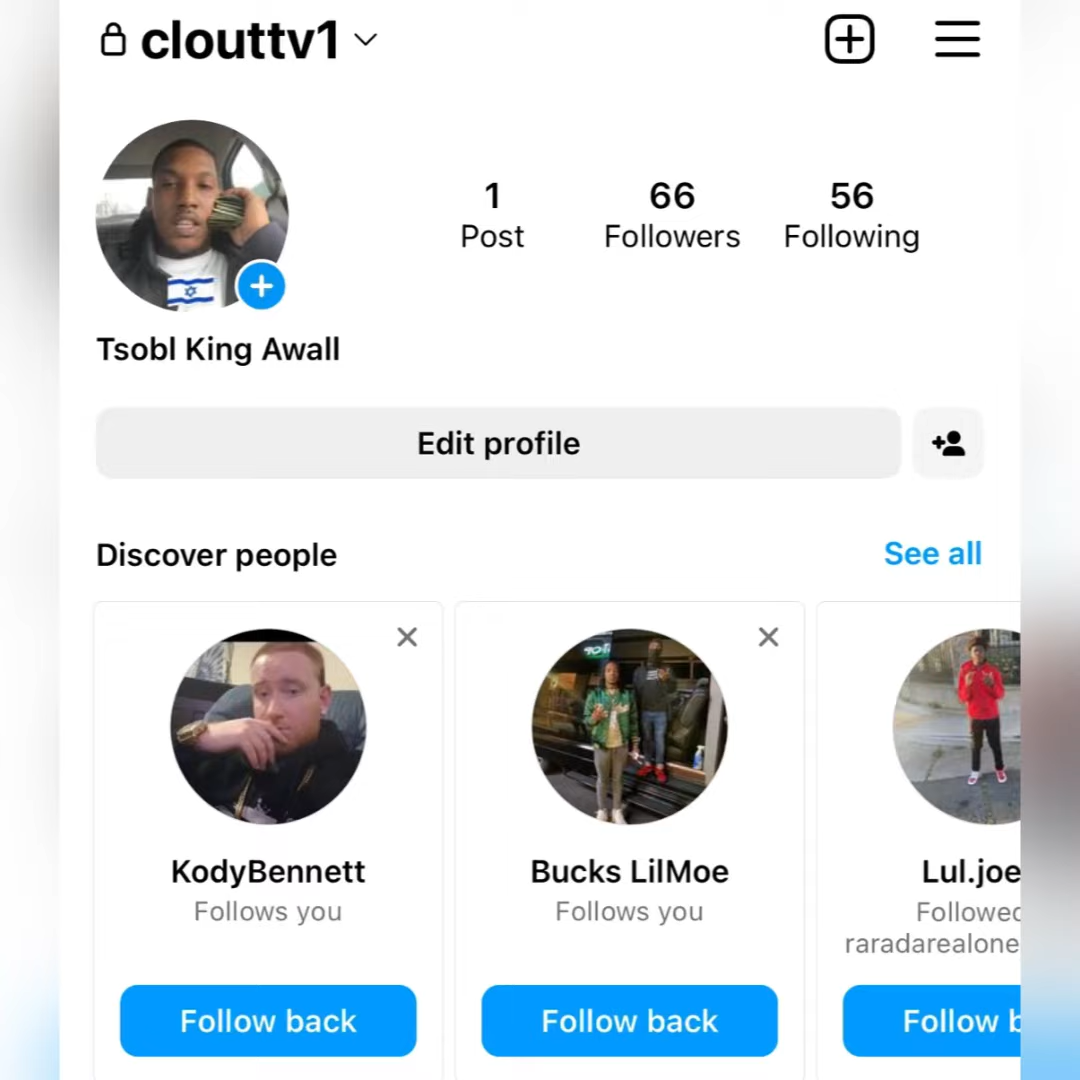 clouttv1
1 66 56
Post Followers Following
Tsobl King Awall
Edit profile
Discover people See all
KodyBennett Bucks LilMoe Lul.joe
Follows you Follows you Followed
raradarealone
Follow back Follow back Follow b